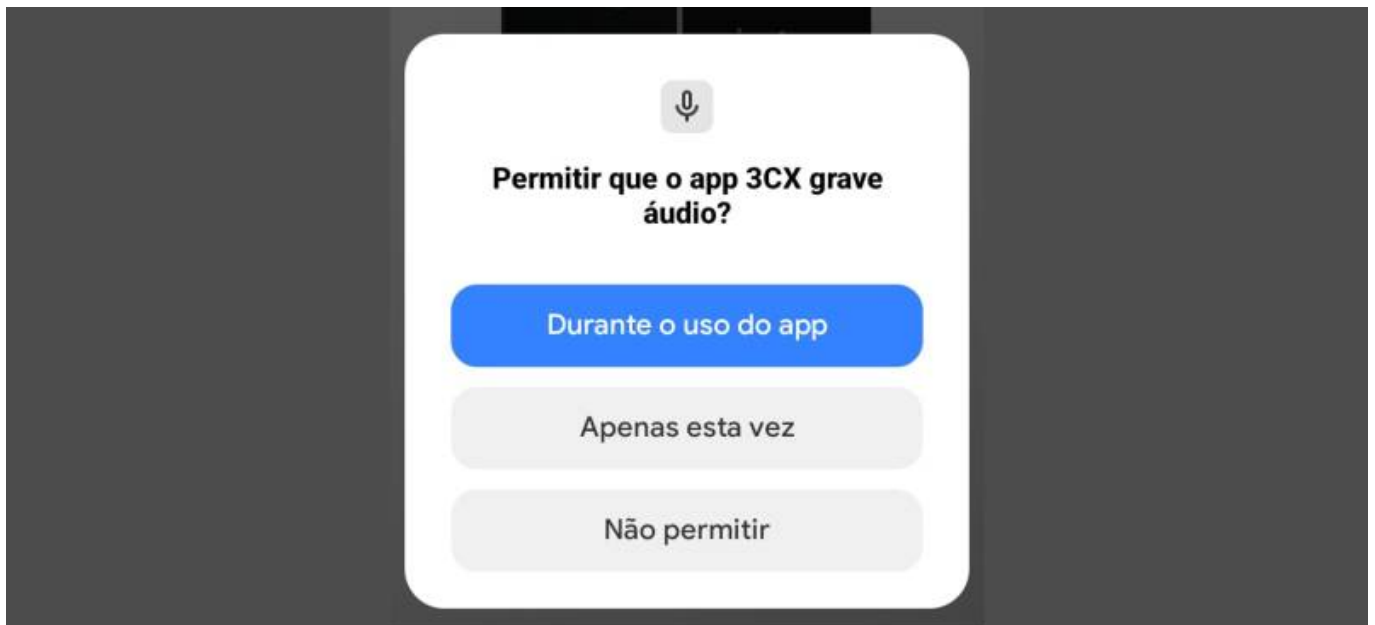 Permitir que o app 3CX grave
áudio?
Durante o uso do app
Apenas esta vez
Não permitir